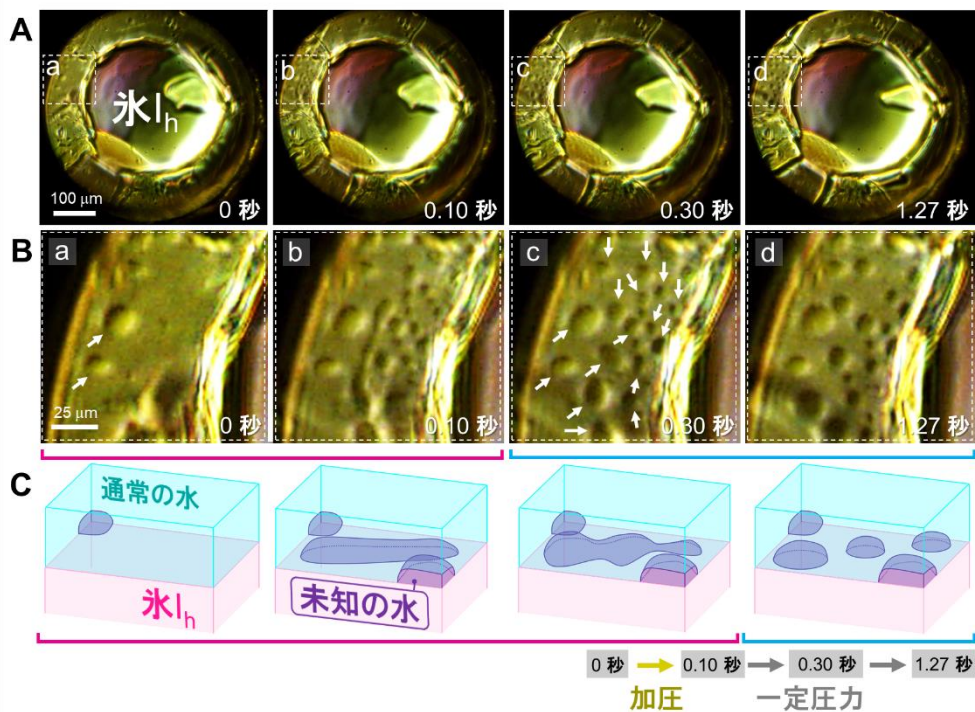 A
a
氷Ih
100 μm
0 秒
b
0.10 秒
c
0.30 秒
d
1.27 秒
B
a
25 μm
0 秒
b
0.10 秒
c
0.30 秒
d
1.27 秒
C
通常の水
氷Ih
未知の水
0 秒
0.10 秒
0.30 秒
1.27 秒
加圧
一定圧力